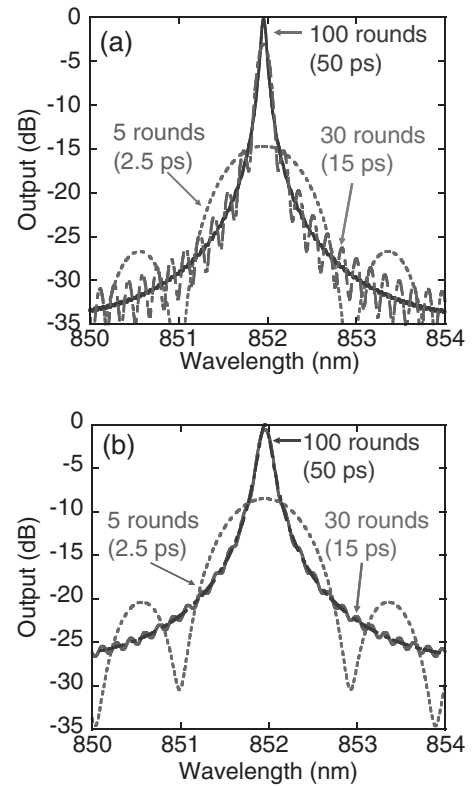 (a)
0
-5
-10
-15
-20
-25
-30
-35
Output (dB)
100 rounds
(50 ps)
5 rounds
(2.5 ps)
30 rounds
(15 ps)
850 851 852 853 854
Wavelength (nm)
(b)
0
-5
-10
-15
-20
-25
-30
-35
Output (dB)
100 rounds
(50 ps)
5 rounds
(2.5 ps)
30 rounds
(15 ps)
850 851 852 853 854
Wavelength (nm)